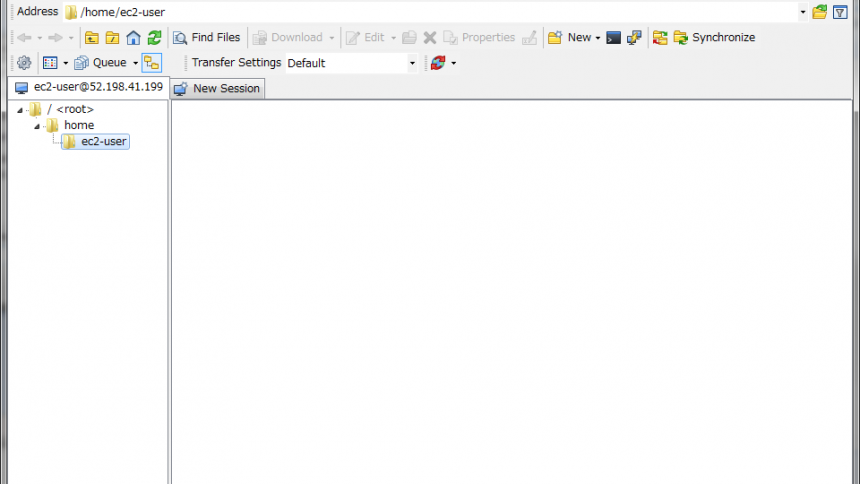 Address /home/ec2-user
Find Files Download Edit Properties New Synchronize
Queue Transfer Settings Default
ec2-user@52.198.41.199 New Session
/ <root>
home
ec2-user